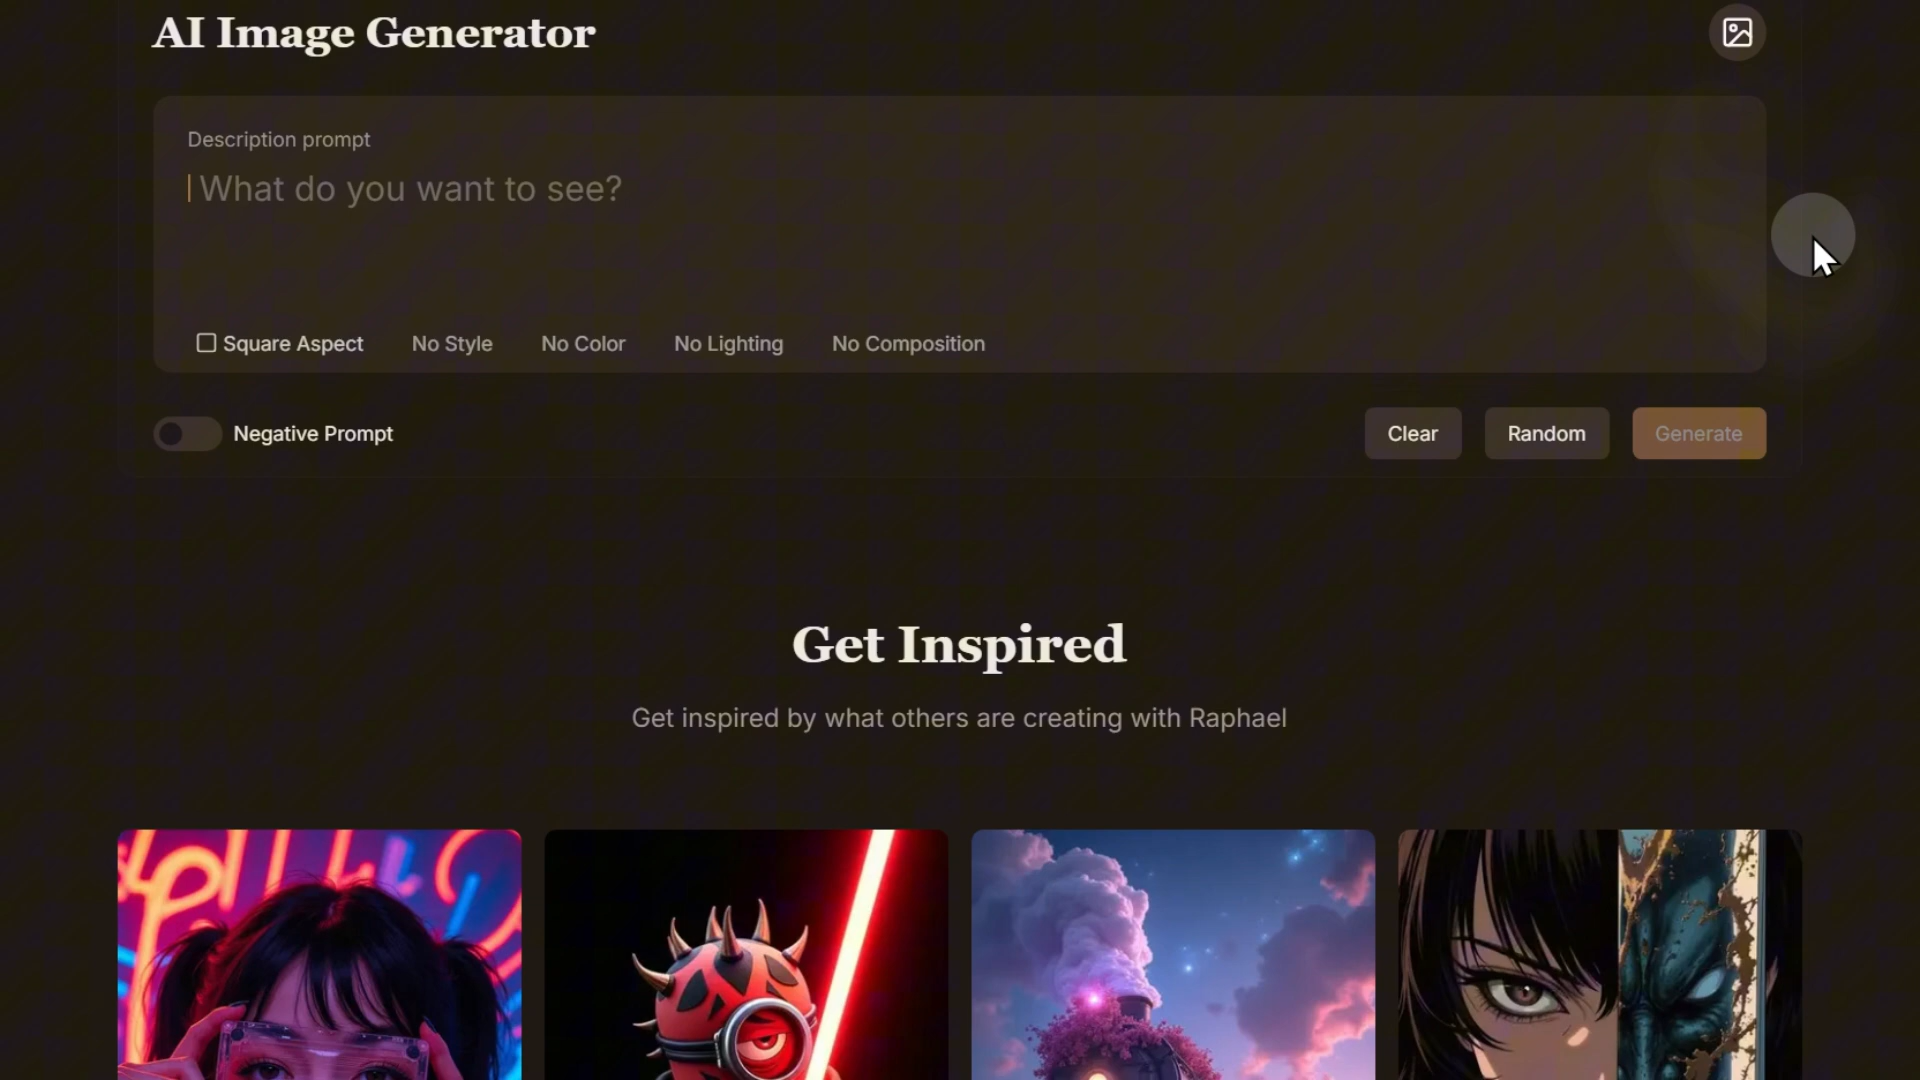 AI Image Generator
Description prompt
What do you want to see?
Square Aspect No Style No Color No Lighting No Composition
Negative Prompt Clear Random Generate
Get Inspired
Get inspired by what others are creating with Raphael